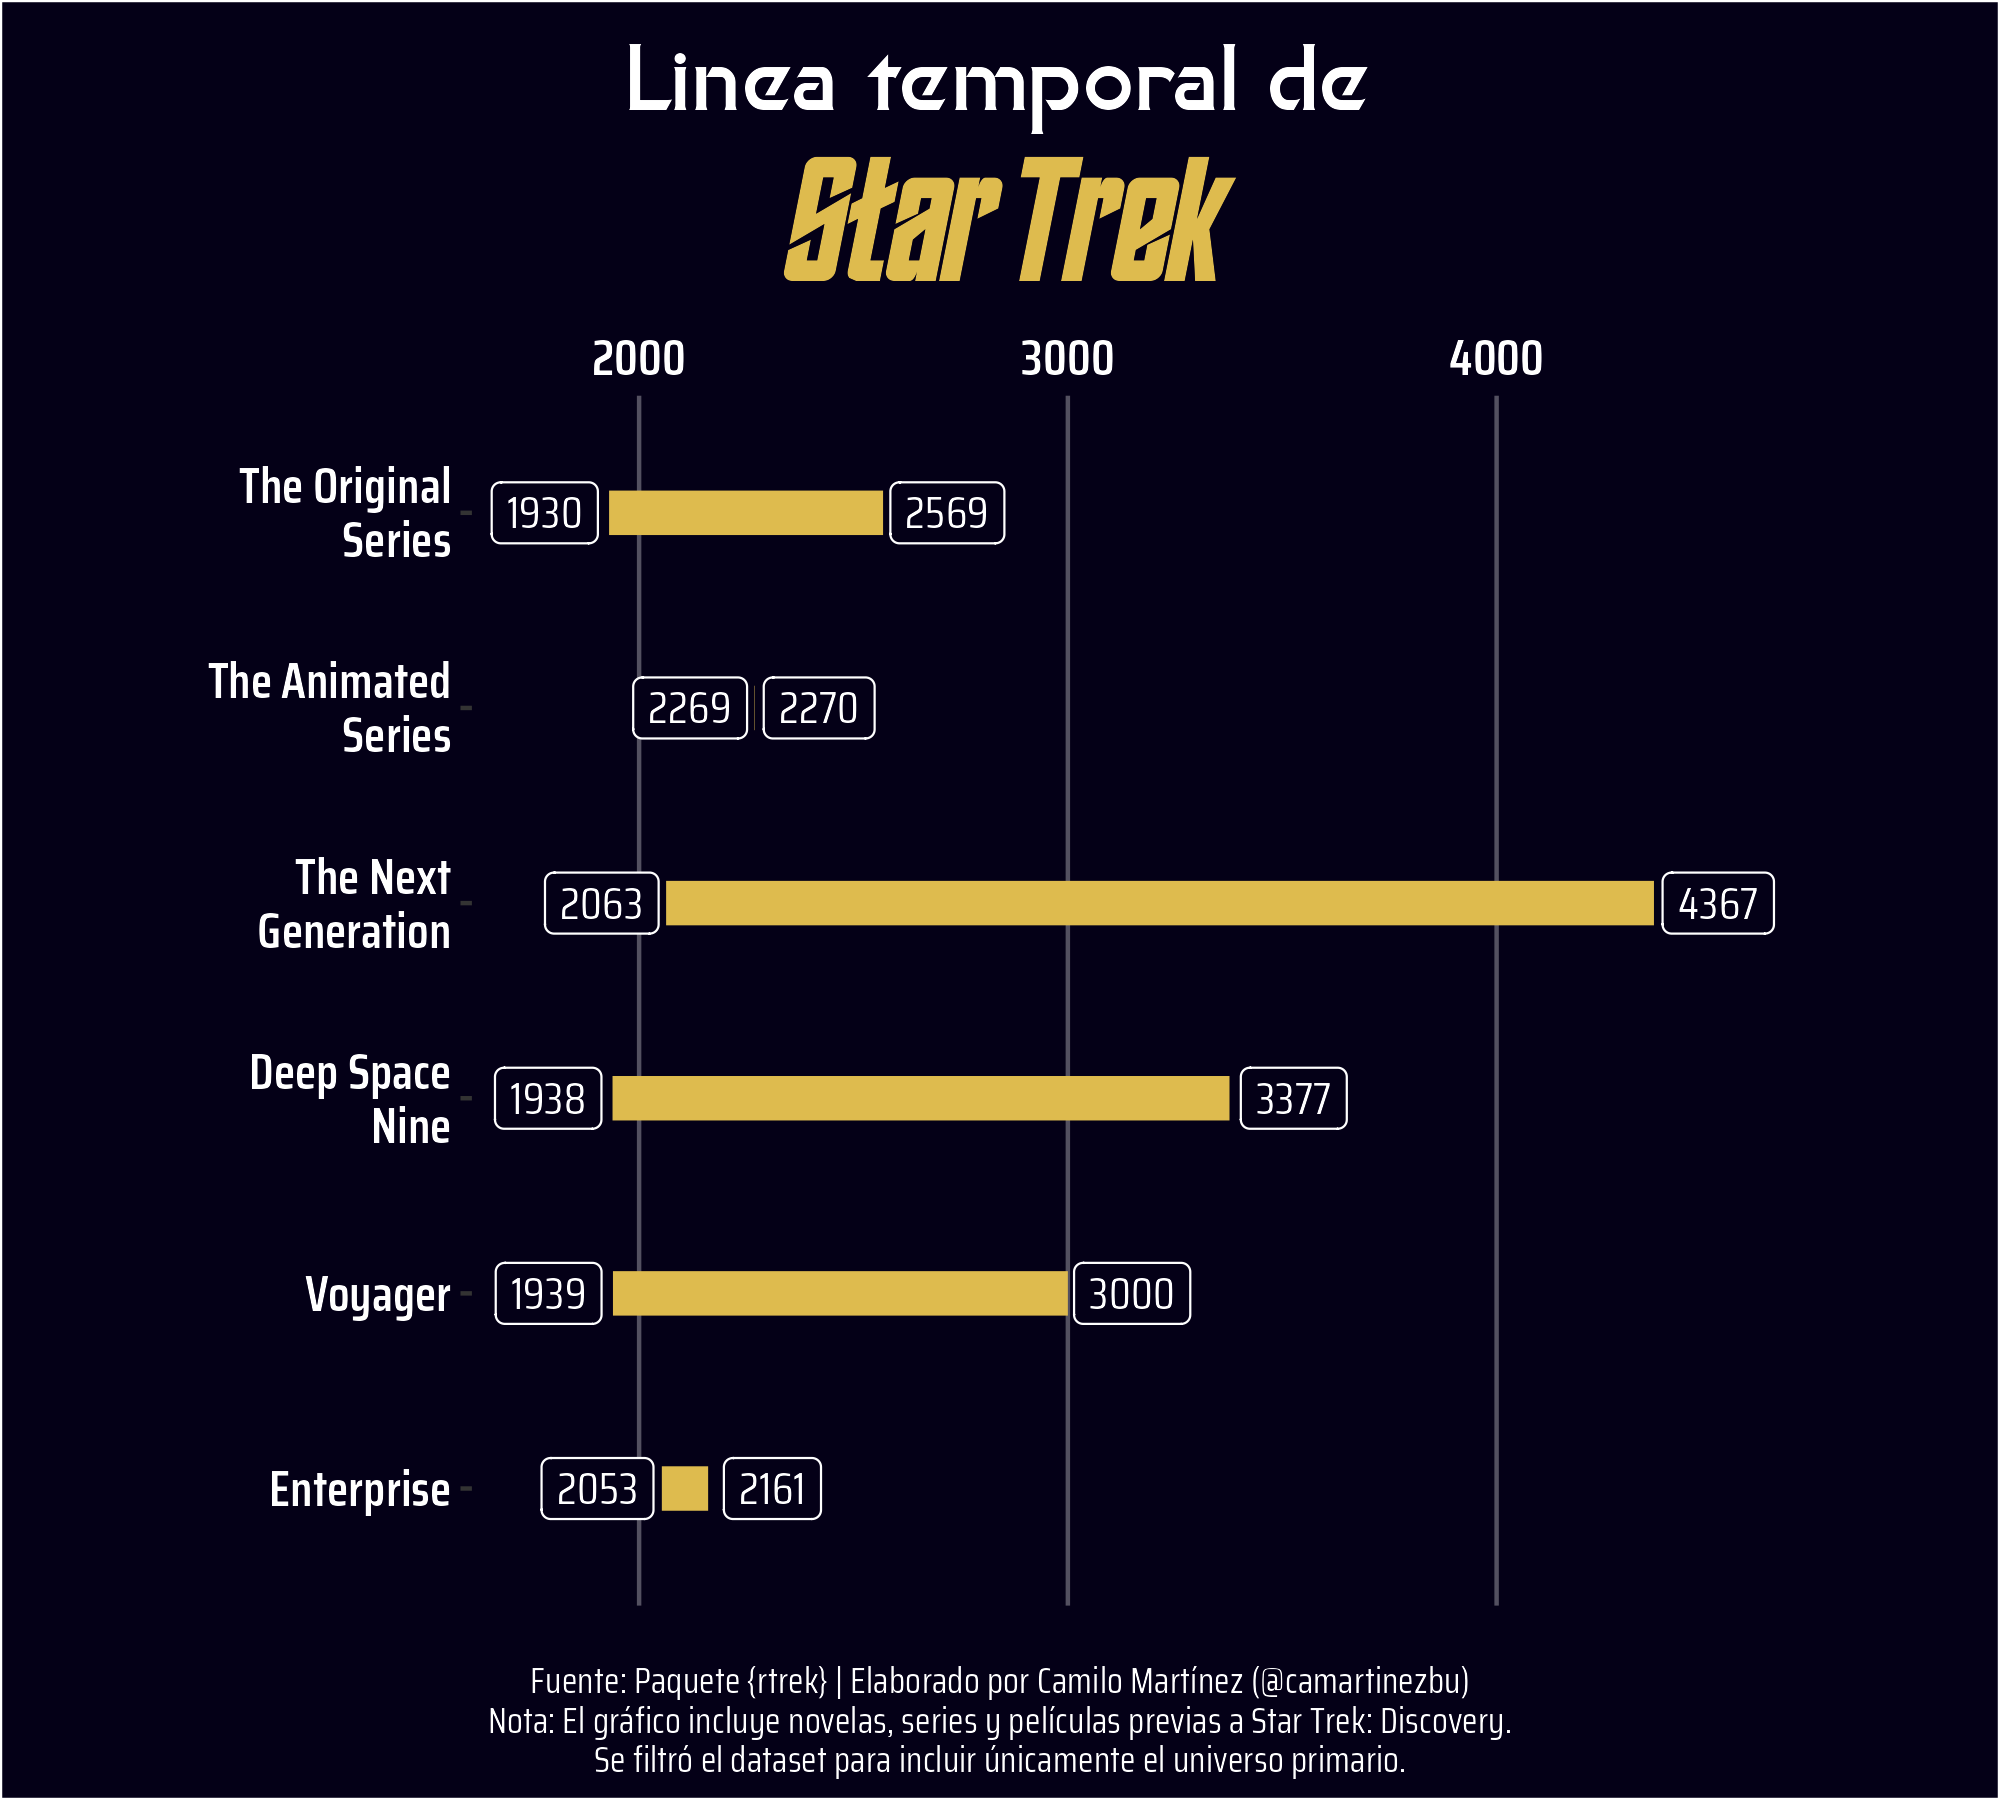 Linea temporal de
Star Trek
2000 3000 4000
The Original
Series
1930 2569
The Animated
Series
2269 2270
The Next
Generation
2063 4367
Deep Space
Nine
1938 3377
Voyager
1939 3000
Enterprise
2053 2161
Fuente: Paquete {rtrek} | Elaborado por Camilo Martínez (@camartinezbu)
Nota: El gráfico incluye novelas, series y películas previas a Star Trek: Discovery.
Se filtró el dataset para incluir únicamente el universo primario.